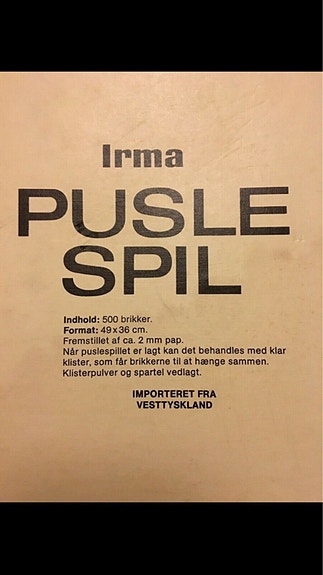 Irma
PUSLE
SPIL
Indhold: 500 brikker.
Format: 49 x 36 cm.
Fremstillet af ca. 2 mm pap.
Når puslespillet er lagt kan det behandles med klar
klister, som får brikkerne til at hænge sammen.
Klisterpulver og spartel vedlagt.
IMPORTERET FRA
VESTTYSKLAND